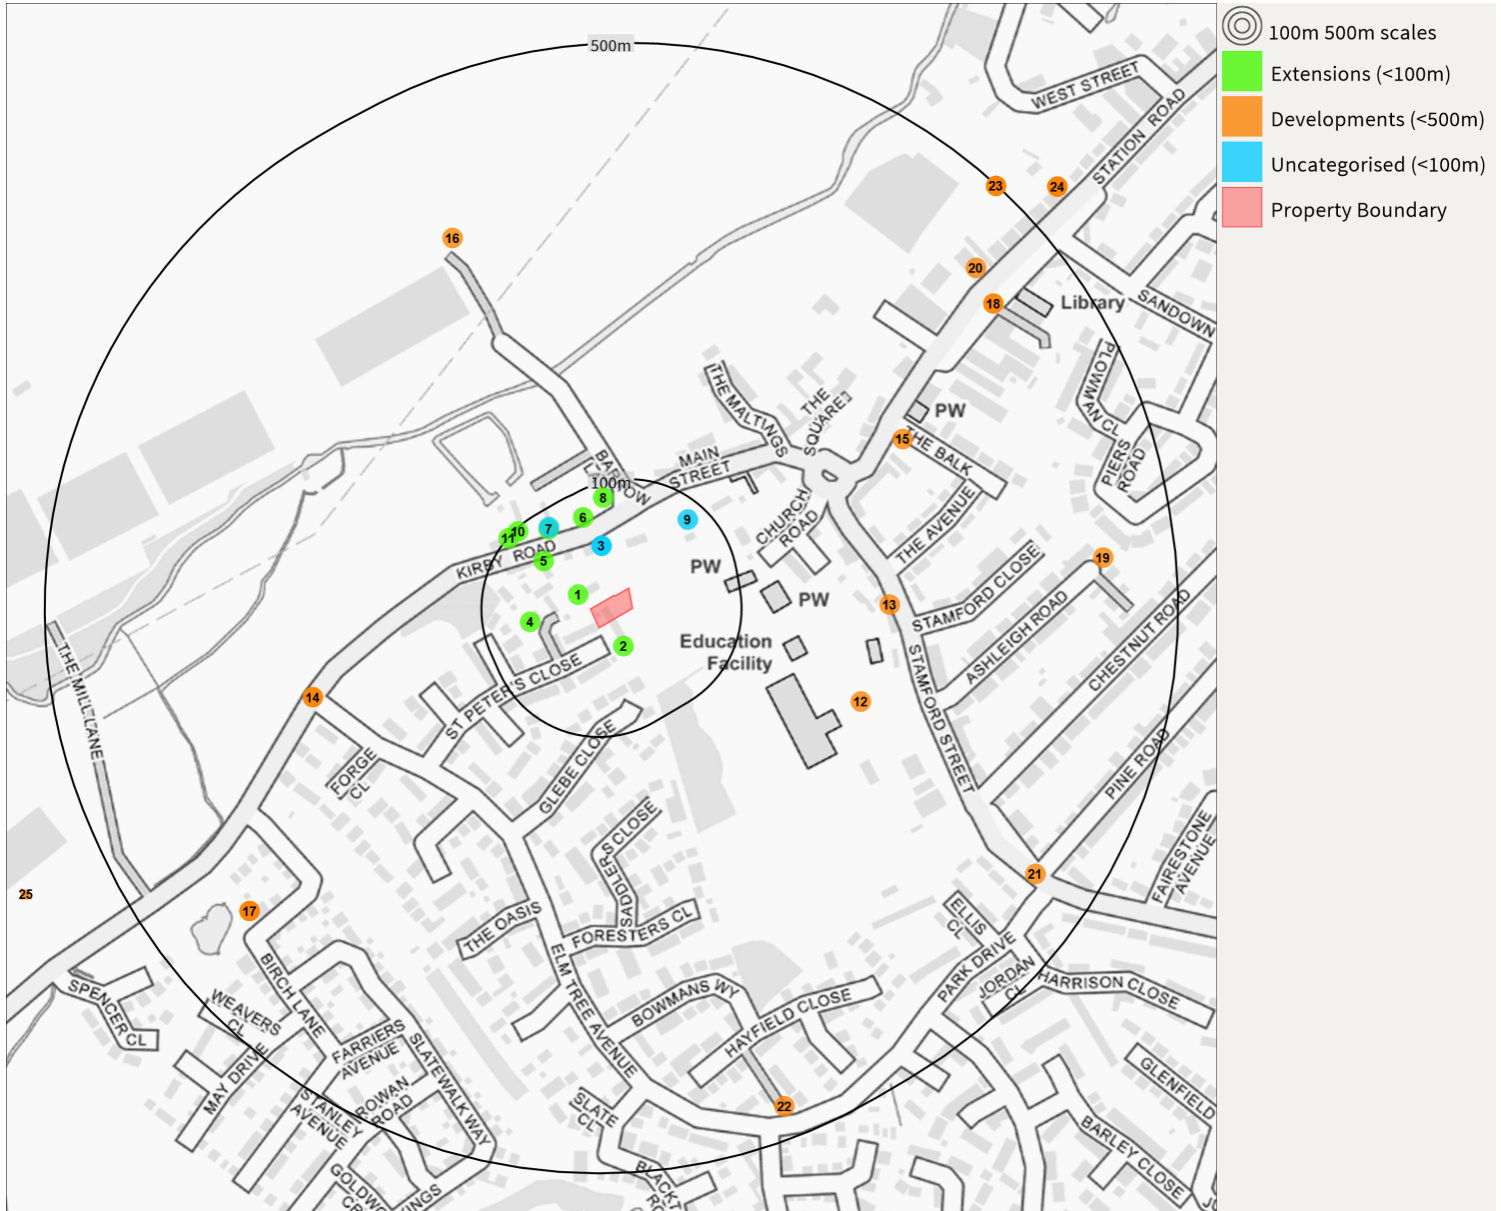 500m
WEST STREET
STATION ROAD
23
24
16
20
18
Library
SANDOWN
PLOWMAN CL
THE MALTINGS
THE
SQUARE
PW
15
THE BALK
PIERS
ROAD
MAIN
STREET
100m
8
6
7
10
11
9
3
5
KIRBY ROAD
CHURCH
ROAD
THE AVENUE
PW
PW
1
4
2
13
STAMFORD CLOSE
19
ASHLEIGH ROAD
CHESTNUT ROAD
Education
Facility
12
STAMFORD STREET
ST PETER'S CLOSE
THE MILL LANE
14
FORGE
CL
GLEBE CLOSE
PINE ROAD
SADDLERS CLOSE
FAIRESTONE
AVENUE
21
25
17
THE OASIS
FORESTERS CL
ELLIS
CL
PARK DRIVE
JORDAN
CL
HARRISON CLOSE
BIRCH LANE
SPENCER CL
WEAVERS
CL
ELM TREE AVENUE
BOWMANS WY
HAYFIELD CLOSE
FARRIERS
AVENUE
SLATEWALK WAY
MAY DRIVE
STANLEY
AVENUE
ROWAN
ROAD
SLATE
CL
22
GLENFIELD
BARLEY CLOSE
100m 500m scales
Extensions (<100m)
Developments (<500m)
Uncategorised (<100m)
Property Boundary